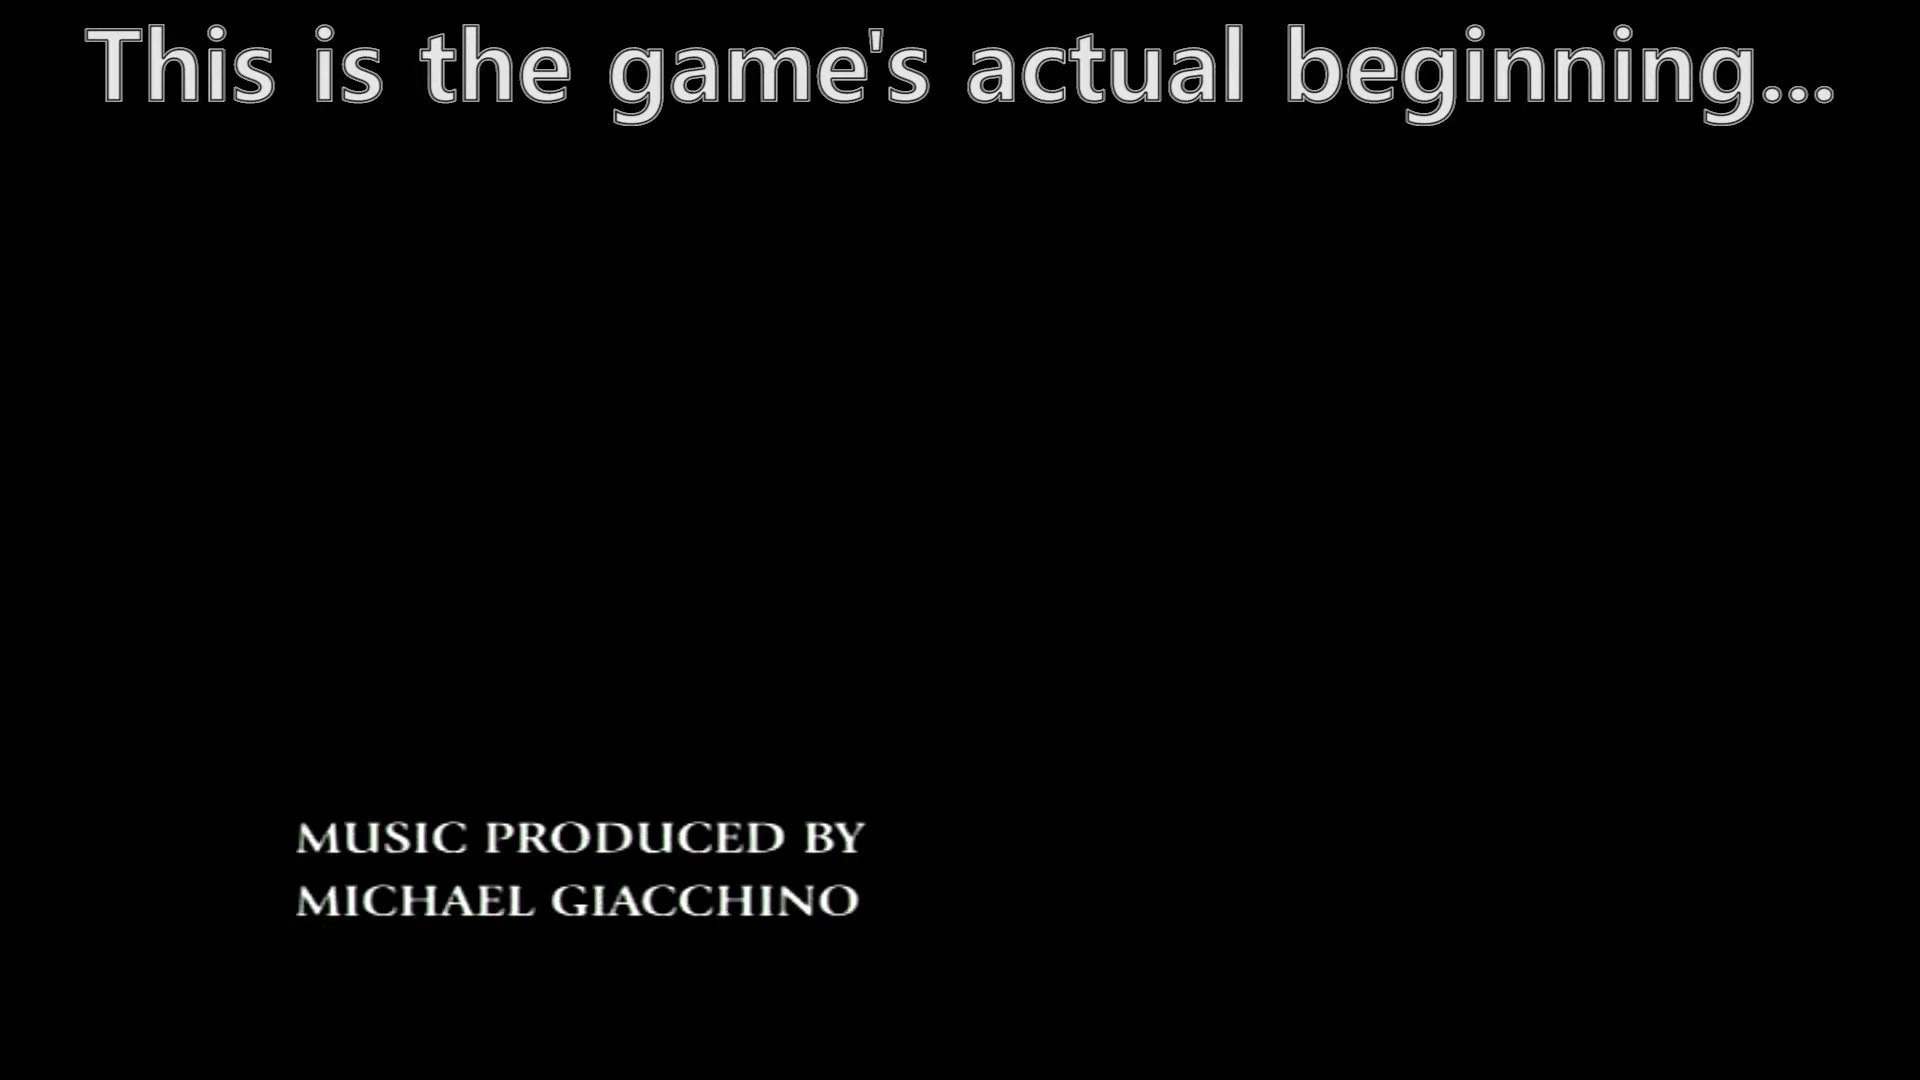 This is the game's actual beginning...
MUSIC PRODUCED BY
MICHAEL GIACCHINO